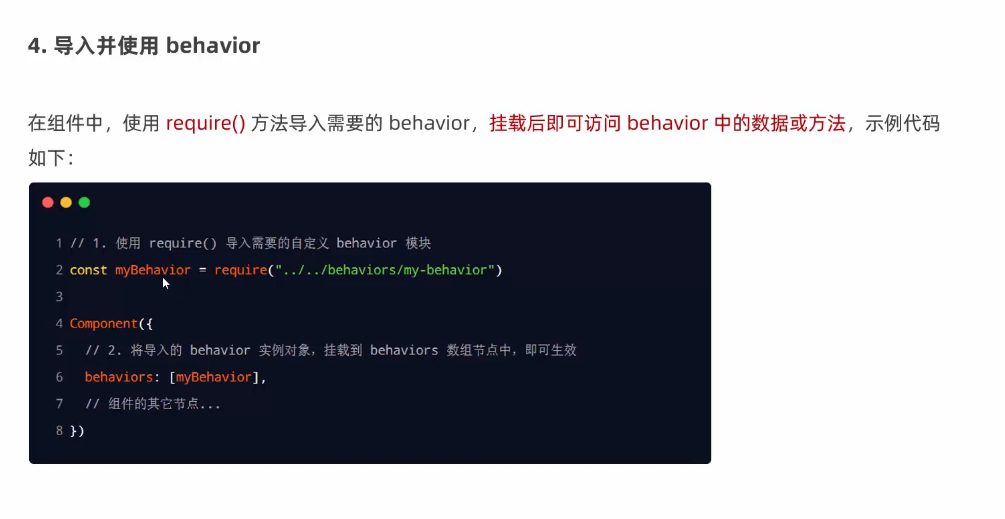 4. 导入并使用 behavior
在组件中，使用 require() 方法导入需要的 behavior，挂载后即可访问 behavior 中的数据或方法，示例代码
如下：
1 // 1. 使用 require() 导入需要的自定义 behavior 模块
2 const myBehavior = require("../../behaviors/my-behavior")
3
4 Component({
5 // 2. 将导入的 behavior 实例对象，挂载到 behaviors 数组节点中，即可生效
6 behaviors: [myBehavior],
7 // 组件的其它节点...
8 })